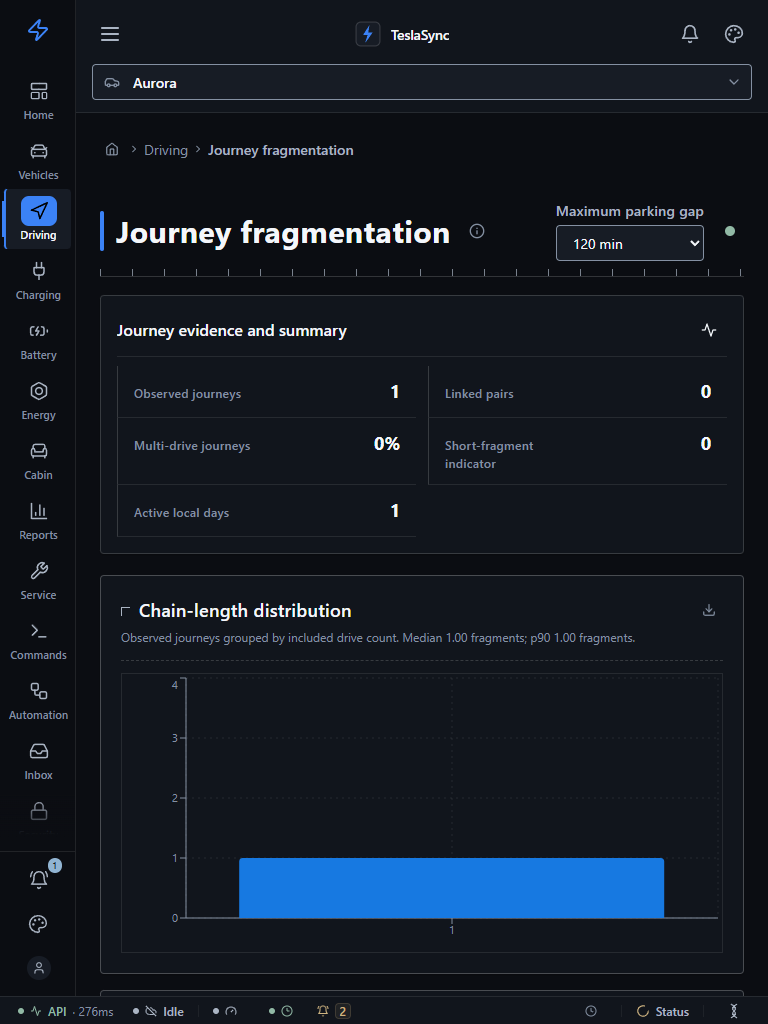 TeslaSync
Aurora
Home
Vehicles
Driving
Charging
Battery
Energy
Cabin
Reports
Service
Commands
Automation
Inbox
1
Driving
Journey fragmentation
Journey fragmentation
Maximum parking gap
120 min
Journey evidence and summary
Observed journeys 1
Linked pairs 0
Multi-drive journeys 0%
Short-fragment
indicator 0
Active local days 1
Chain-length distribution
Observed journeys grouped by included drive count. Median 1.00 fragments; p90 1.00 fragments.
4
3
2
1
0
1
API · 276ms
Idle
2
Status